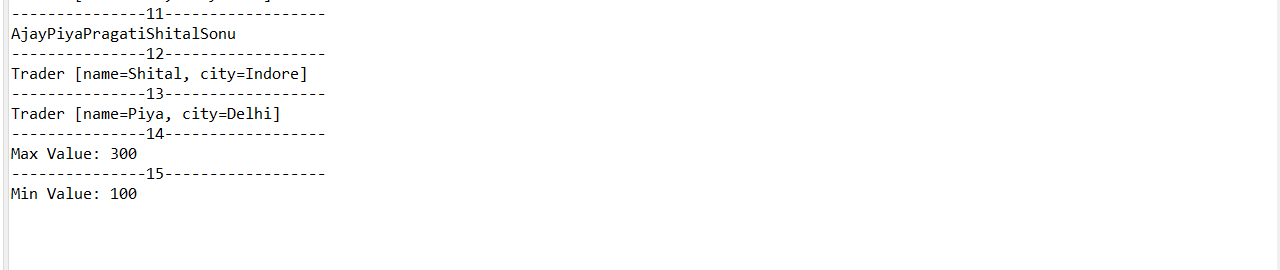 ---------------11------------------
AjayPiyaPragatiShitalSonu
---------------12------------------
Trader [name=Shital, city=Indore]
---------------13------------------
Trader [name=Piya, city=Delhi]
---------------14------------------
Max Value: 300
---------------15------------------
Min Value: 100